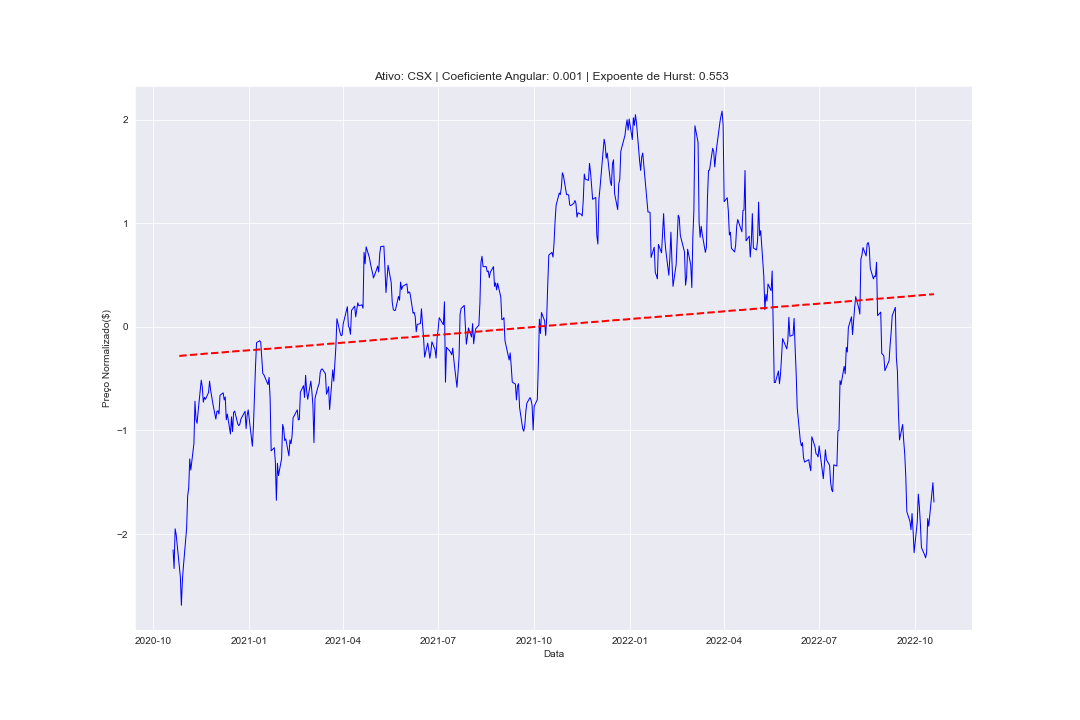 Ativo: CSX | Coeficiente Angular: 0.001 | Expoente de Hurst: 0.553
Preço Normalizado($)
2
1
0
−1
−2
2020-10 2021-01 2021-04 2021-07 2021-10 2022-01 2022-04 2022-07 2022-10
Data